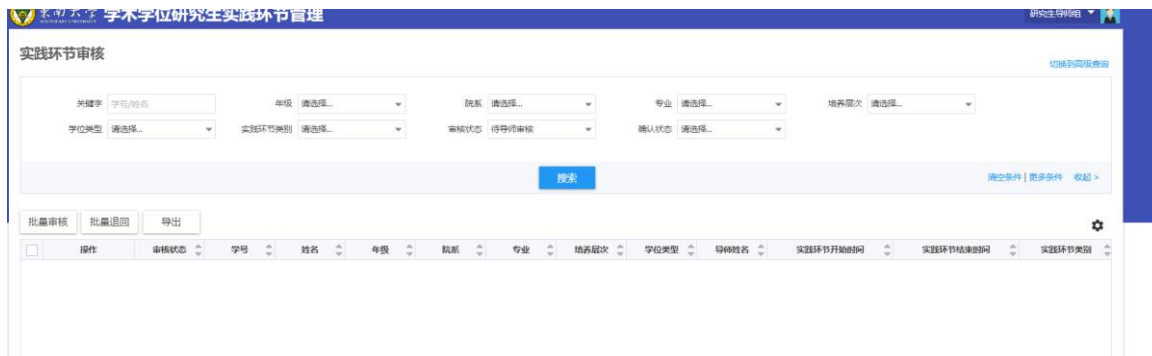 東南大學 学术学位研究生实践环节管理 研究生导师组
实践环节审核
切换到高级查询
关键字 学号/姓名 年级 请选择... 院系 请选择... 专业 请选择... 培养层次 请选择...
学位类型 请选择... 实践环节类别 请选择... 审核状态 待导师审核 确认状态 请选择...
搜索 清空条件 | 更多条件 收起 >
批量审核 批量退回 导出
操作 审核状态 学号 姓名 年级 院系 专业 培养层次 学位类型 导师姓名 实践环节开始时间 实践环节结束时间 实践环节类别